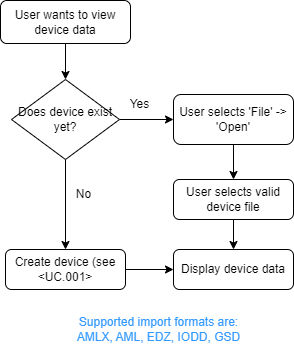 User wants to view
device data
Does device exist
yet?
Yes
User selects 'File' ->
'Open'
No
User selects valid
device file
Create device (see
<UC.001>
Display device data
Supported import formats are:
AMLX, AML, EDZ, IODD, GSD